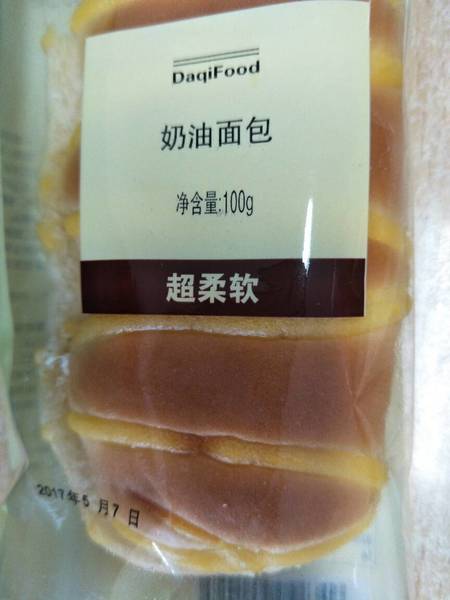 DaqiFood
奶油面包
净含量:100g
超柔软
2017年5月7日